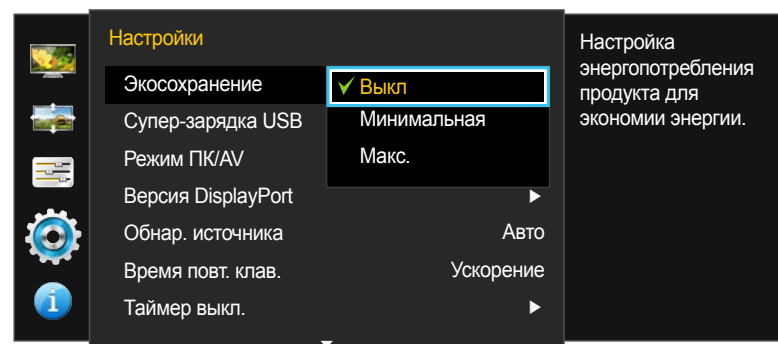 Настройки
Экосохранение
Выкл
Супер-зарядка USB
Минимальная
Режим ПК/AV
Макс.
Версия DisplayPort
Обнар. источника
Авто
Время повт. клав.
Ускорение
Таймер выкл.
Настройка
энергопотребления
продукта для
экономии энергии.